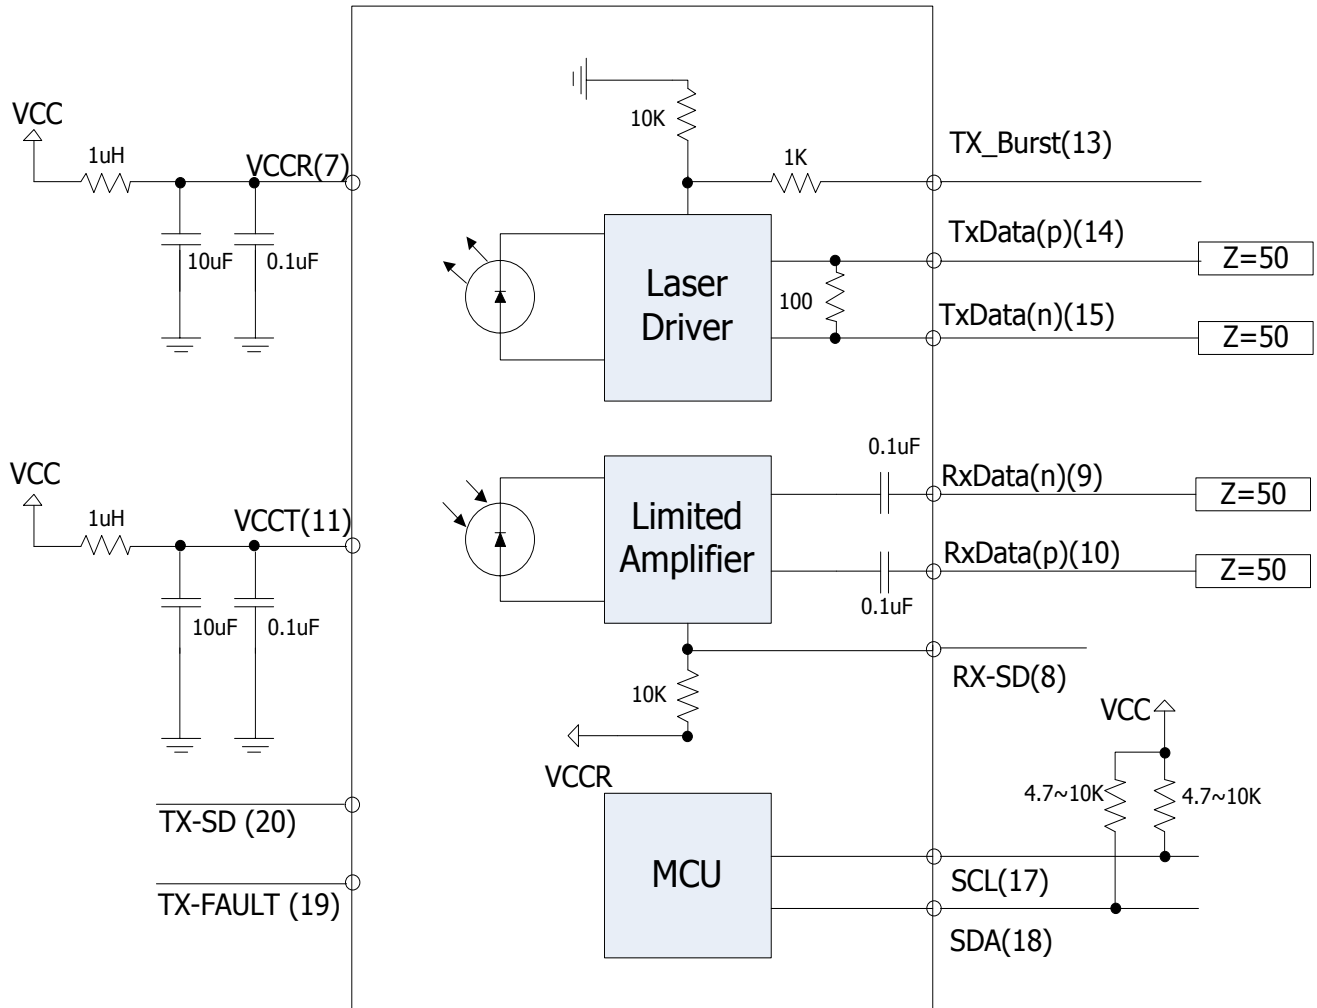 VCC
1uH
VCCR(7)
10uF
0.1uF
10K
1K
TX_Burst(13)
TxData(p)(14)
Z=50
Laser
Driver
100
TxData(n)(15)
Z=50
VCC
1uH
VCCT(11)
10uF
0.1uF
0.1uF
RxData(n)(9)
Z=50
Limited
Amplifier
RxData(p)(10)
Z=50
0.1uF
10K
RX-SD(8)
VCCR
VCC
4.7~10K
4.7~10K
TX-SD (20)
TX-FAULT (19)
MCU
SCL(17)
SDA(18)